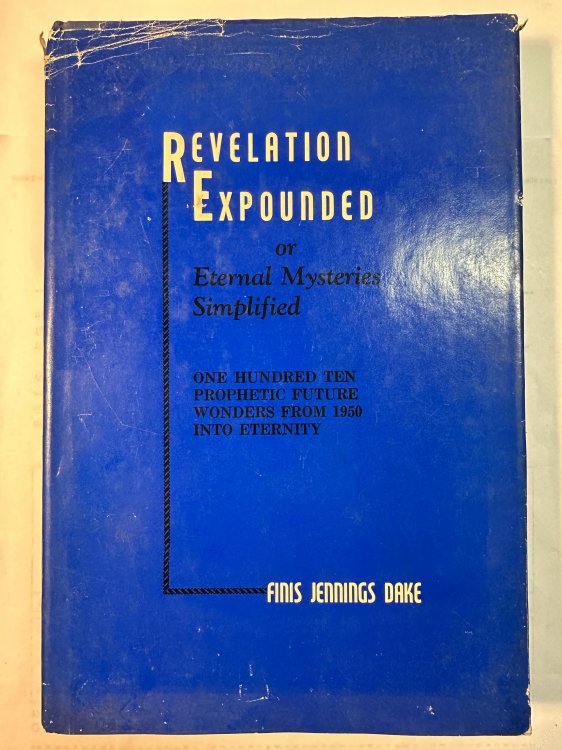 REVELATION
EXPOUNDED
or
Eternal Mysteries
Simplified
ONE HUNDRED TEN
PROPHETIC FUTURE
WONDERS FROM 1950
INTO ETERNITY
FINIS JENNINGS DAKE